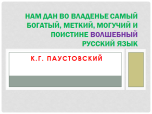 НАМ ДАН ВО ВЛАДЕНЬЕ САМЫЙ
БОГАТЫЙ, МЕТКИЙ, МОГУЧИЙ И
ПОИСТИНЕ ВОЛШЕБНЫЙ
РУССКИЙ ЯЗЫК
К.Г. ПАУСТОВСКИЙ